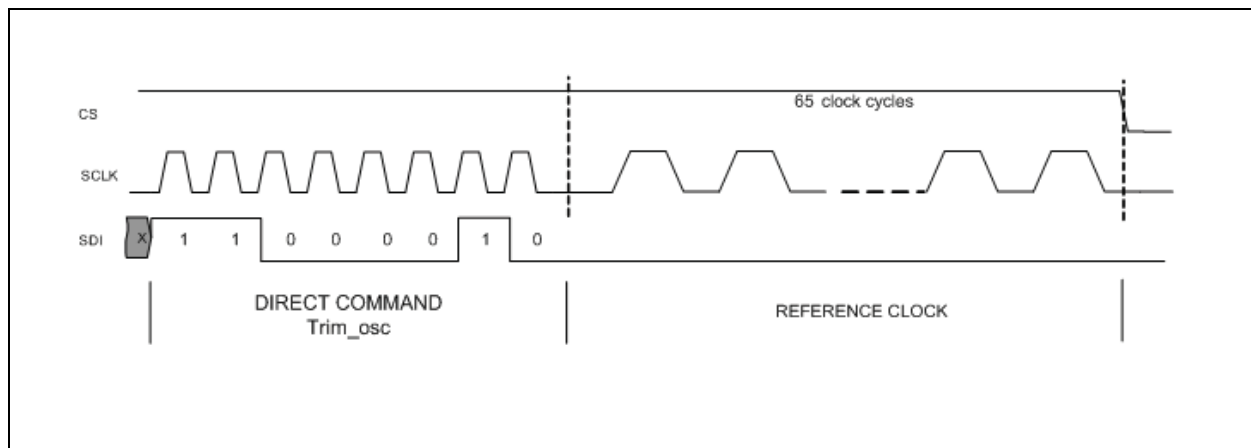 CS
65 clock cycles
SCLK
SDI X 1 1 0 0 0 0 1 0
DIRECT COMMAND
Trim_osc
REFERENCE CLOCK